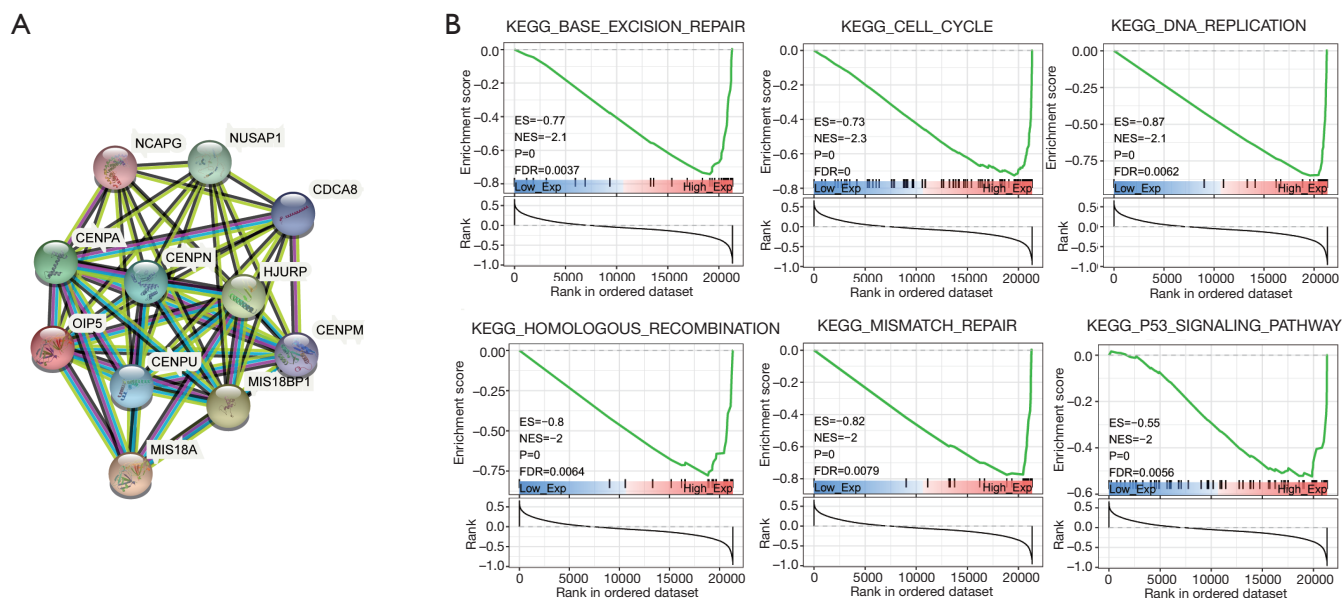 A
NCAPG
NUSAP1
CDCA8
CENPA
CENPN
HJURP
OIP5
CENPM
CENPU
MIS18BP1
MIS18A
B
KEGG_BASE_EXCISION_REPAIR
Enrichment score
0.0
−0.2
−0.4
−0.6
−0.8
ES=−0.77
NES=−2.1
P=0
FDR=0.0037
Low_Exp
High_Exp
Rank
0.5
0.0
−0.5
−1.0
0
5000
10000
15000
20000
Rank in ordered dataset
KEGG_CELL_CYCLE
Enrichment score
0.0
−0.2
−0.4
−0.6
−0.8
ES=−0.73
NES=−2.3
P=0
FDR=0
Low_Exp
High_Exp
Rank
0.5
0.0
−0.5
−1.0
0
5000
10000
15000
20000
Rank in ordered dataset
KEGG_DNA_REPLICATION
Enrichment score
0.00
−0.25
−0.50
−0.75
ES=−0.87
NES=−2.1
P=0
FDR=0.0062
Low_Exp
High_Exp
Rank
0.5
0.0
−0.5
−1.0
0
5000
10000
15000
20000
Rank in ordered dataset
KEGG_HOMOLOGOUS_RECOMBINATION
Enrichment score
0.00
−0.25
−0.50
−0.75
ES=−0.8
NES=−2
P=0
FDR=0.0064
Low_Exp
High_Exp
Rank
0.5
0.0
−0.5
−1.0
0
5000
10000
15000
20000
Rank in ordered dataset
KEGG_MISMATCH_REPAIR
Enrichment score
0.0
−0.2
−0.4
−0.6
−0.8
ES=−0.82
NES=−2
P=0
FDR=0.0079
Low_Exp
High_Exp
Rank
0.5
0.0
−0.5
−1.0
0
5000
10000
15000
20000
Rank in ordered dataset
KEGG_P53_SIGNALING_PATHWAY
Enrichment score
0.0
−0.2
−0.4
−0.6
ES=−0.55
NES=−2
P=0
FDR=0.0056
Low_Exp
High_Exp
Rank
0.5
0.0
−0.5
−1.0
0
5000
10000
15000
20000
Rank in ordered dataset